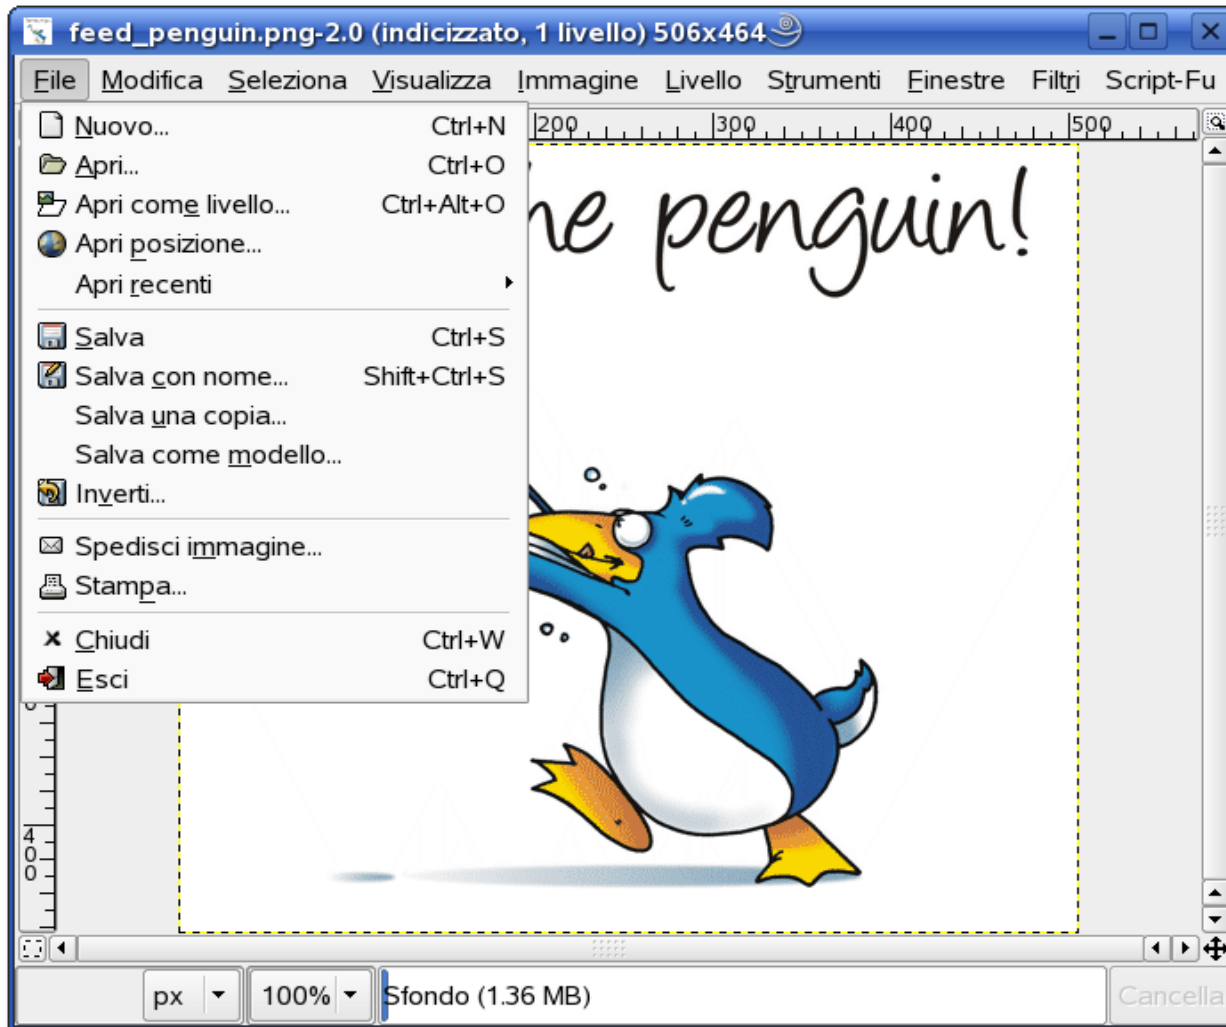 feed_penguin.png-2.0 (indicizzato, 1 livello) 506x464
File Modifica Seleziona Visualizza Immagine Livello Strumenti Finestre Filtri Script-Fu
200 300 400 500
Nuovo... Ctrl+N
Apri... Ctrl+O
Apri come livello... Ctrl+Alt+O
Apri posizione...
Apri recenti
Salva Ctrl+S
Salva con nome... Shift+Ctrl+S
Salva una copia...
Salva come modello...
Inverti...
Spedisci immagine...
Stampa...
Chiudi Ctrl+W
Esci Ctrl+Q
penguin!
400
px 100% Sfondo (1.36 MB) Cancella